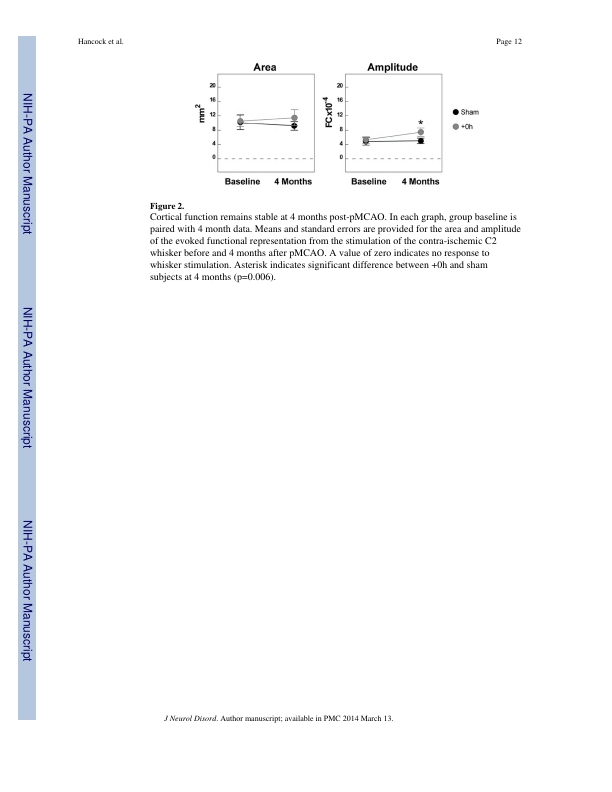 Hancock et al.
Page 12
NIH-PA Author Manuscript
NIH-PA Author Manuscript
NIH-PA Author Manuscript
Area
mm2
20
16
12
8
4
0
Baseline 4 Months
Amplitude
FCx10-4
20
16
12
8
4
0
*
Baseline 4 Months
Sham
+0h
Figure 2.
Cortical function remains stable at 4 months post-pMCAO. In each graph, group baseline is
paired with 4 month data. Means and standard errors are provided for the area and amplitude
of the evoked functional representation from the stimulation of the contra-ischemic C2
whisker before and 4 months after pMCAO. A value of zero indicates no response to
whisker stimulation. Asterisk indicates significant difference between +0h and sham
subjects at 4 months (p=0.006).
J Neurol Disord. Author manuscript; available in PMC 2014 March 13.